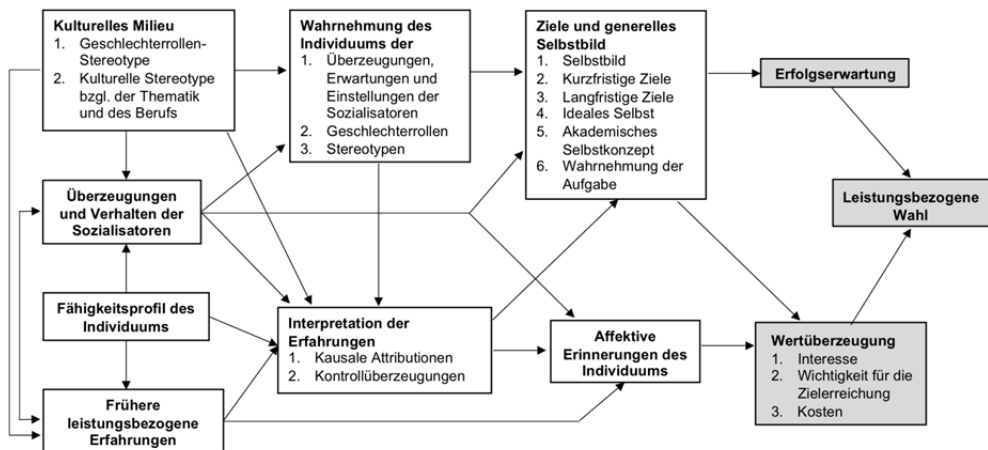 Kulturelles Milieu
1. Geschlechterrollen-
Stereotype
2. Kulturelle Stereotype
bzgl. der Thematik
und des Berufs
Wahrnehmung des
Individuums der
1. Überzeugungen,
Erwartungen und
Einstellungen der
Sozialisatoren
2. Geschlechterrollen
3. Stereotypen
Ziele und generelles
Selbstbild
1. Selbstbild
2. Kurzfristige Ziele
3. Langfristige Ziele
4. Ideales Selbst
5. Akademisches
Selbstkonzept
6. Wahrnehmung der
Aufgabe
Erfolgserwartung
Überzeugungen
und Verhalten der
Sozialisatoren
Leistungsbezogene
Wahl
Fähigkeitsprofil des
Individuums
Interpretation der
Erfahrungen
1. Kausale Attributionen
2. Kontrollüberzeugungen
Affektive
Erinnerungen des
Individuums
Wertüberzeugung
1. Interesse
2. Wichtigkeit für die
Zielerreichung
3. Kosten
Frühere
leistungsbezogene
Erfahrungen